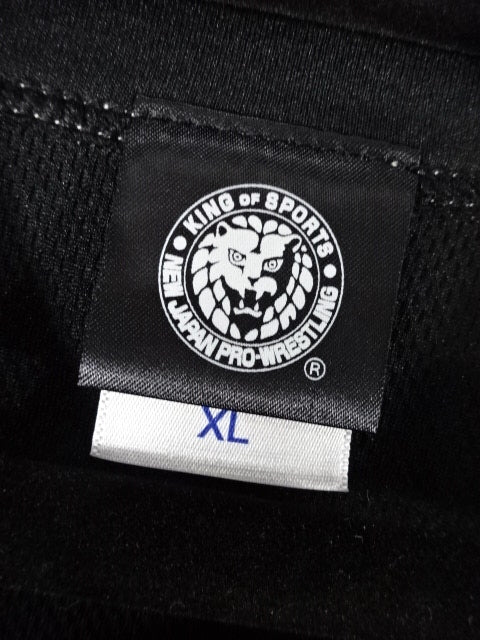 KING OF SPORTS
NEW JAPAN PRO-WRESTLING
®
XL